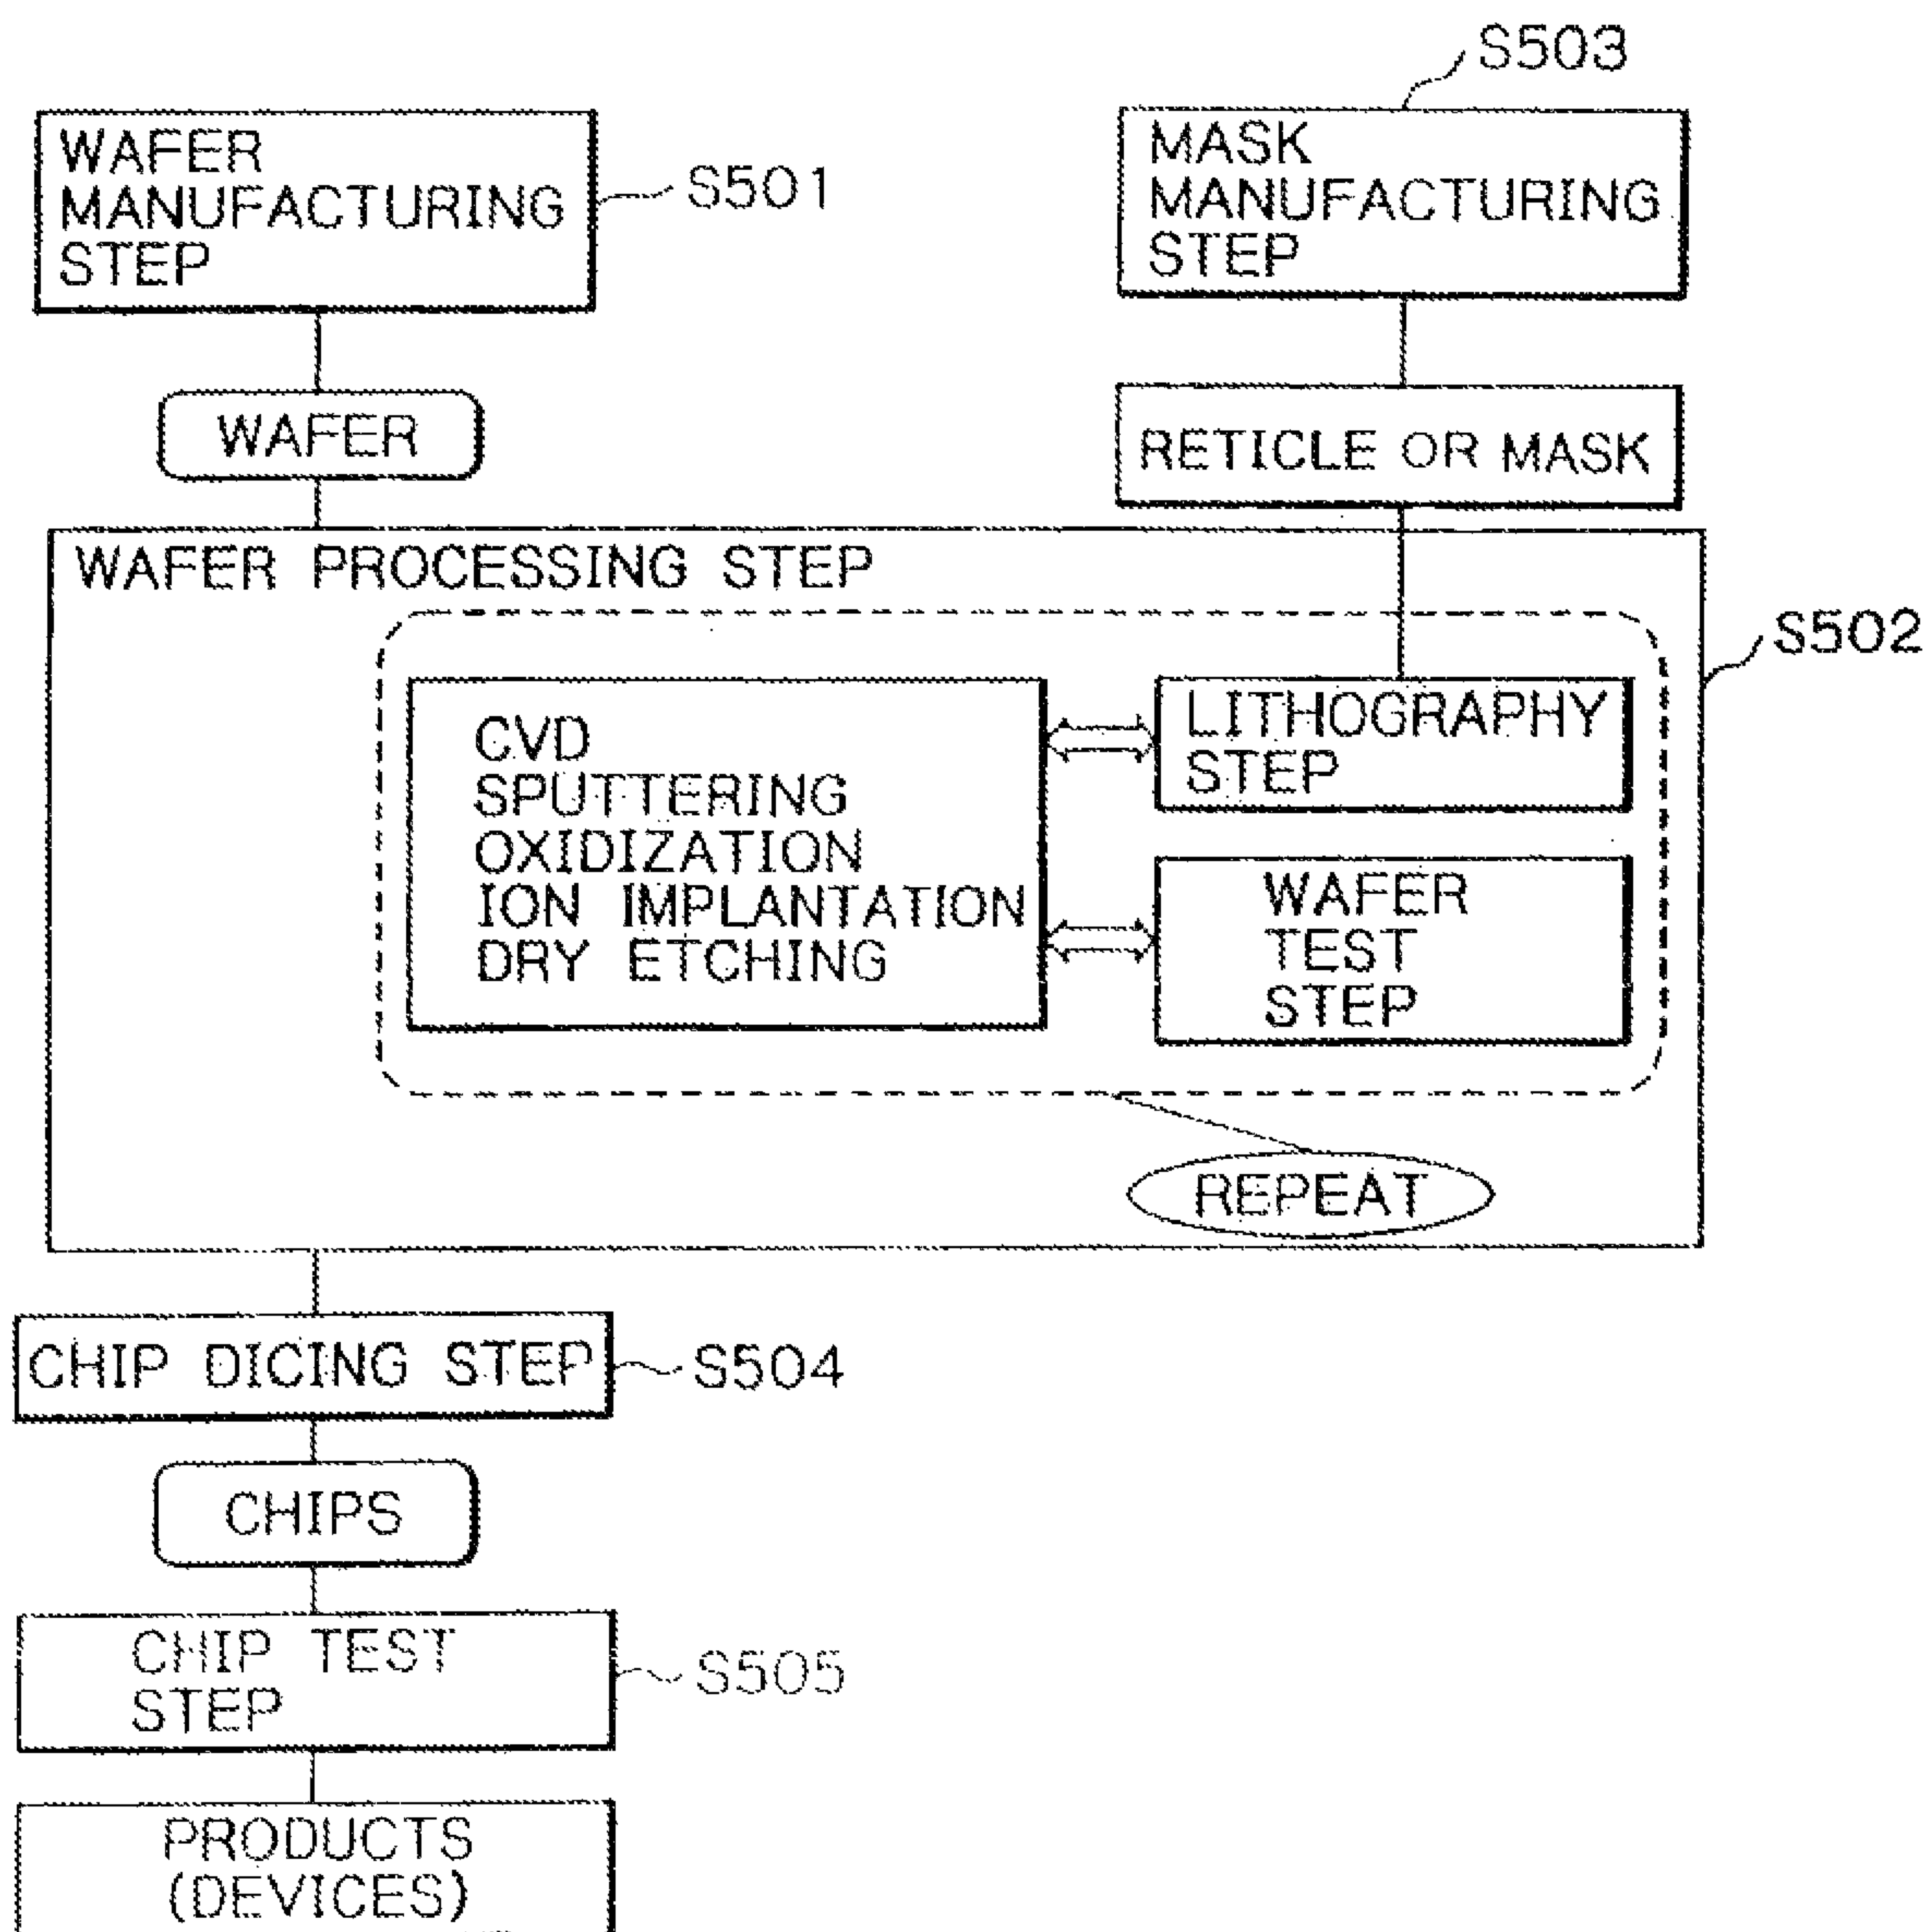 S503
WAFER
MANUFACTURING
STEP
S501
MASK
MANUFACTURING
STEP
WAFER
RETICLE OR MASK
WAFER PROCESSING STEP
S502
CVD
SPUTTERING
OXIDIZATION
ION IMPLANTATION
DRY ETCHING
LITHOGRAPHY
STEP
WAFER
TEST
STEP
REPEAT
CHIP DICING STEP
S504
CHIPS
CHIP TEST
STEP
S505
PRODUCTS
(DEVICES)